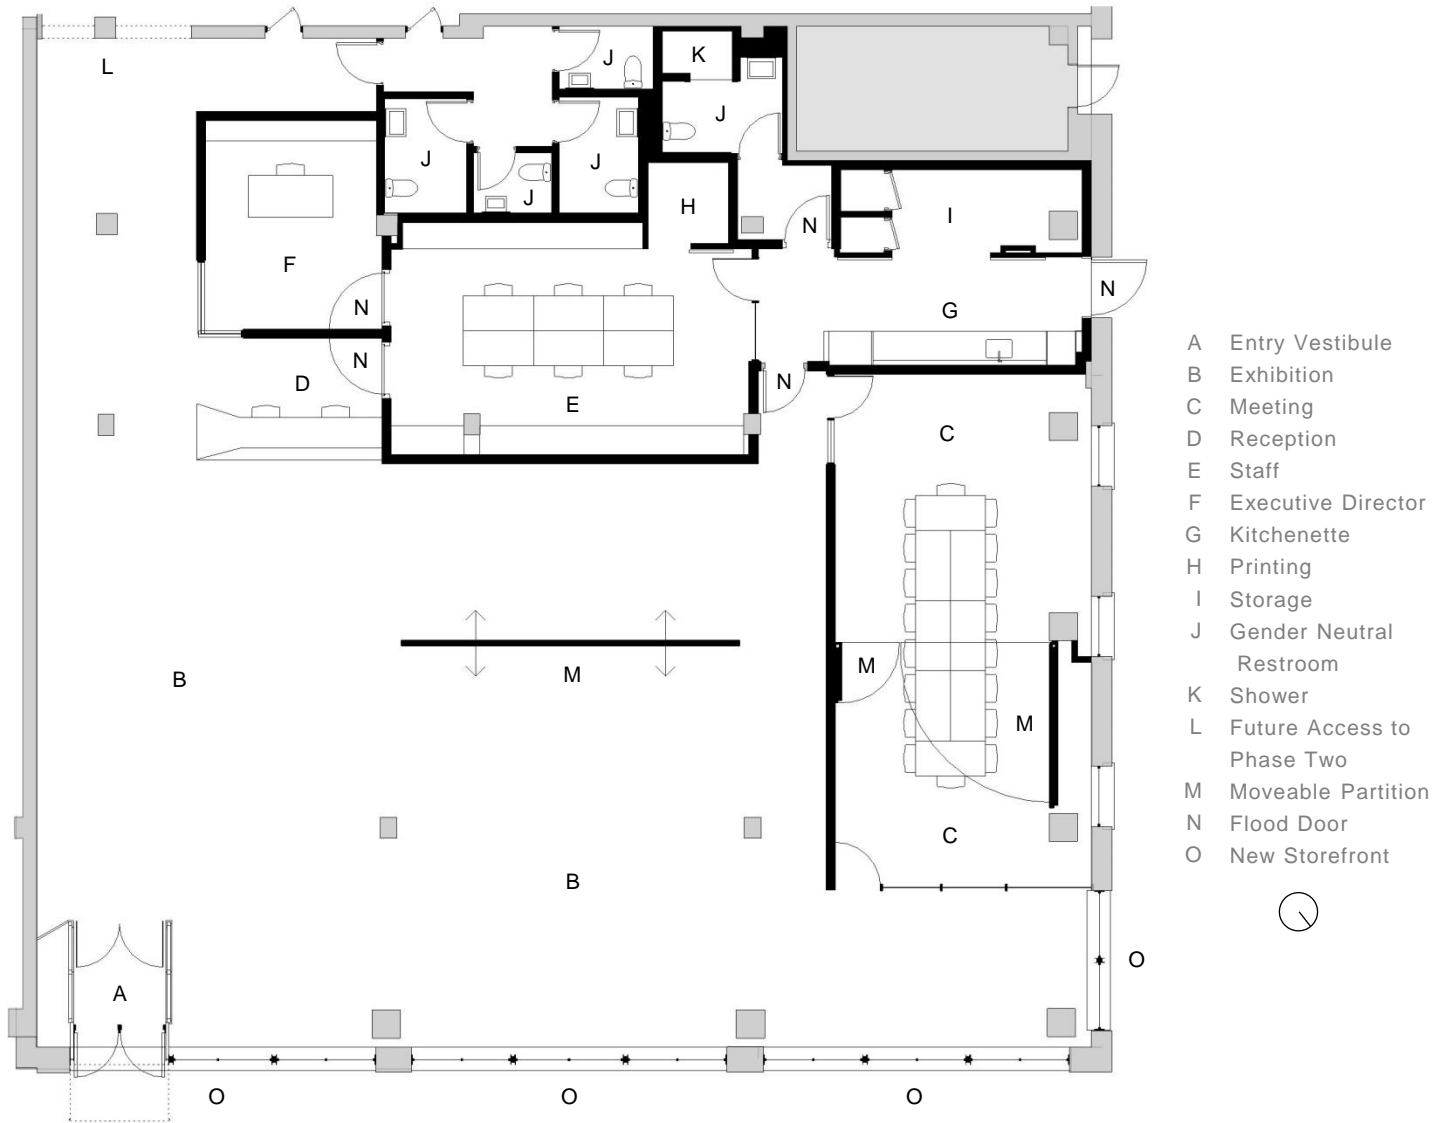 L
J
K
J
J
J
J
H
N
I
F
N
N
G
N
D
N
E
C
B
M
M
M
C
B
A
O
O
O
O
A Entry Vestibule
B Exhibition
C Meeting
D Reception
E Staff
F Executive Director
G Kitchenette
H Printing
I Storage
J Gender Neutral
Restroom
K Shower
L Future Access to
Phase Two
M Moveable Partition
N Flood Door
O New Storefront